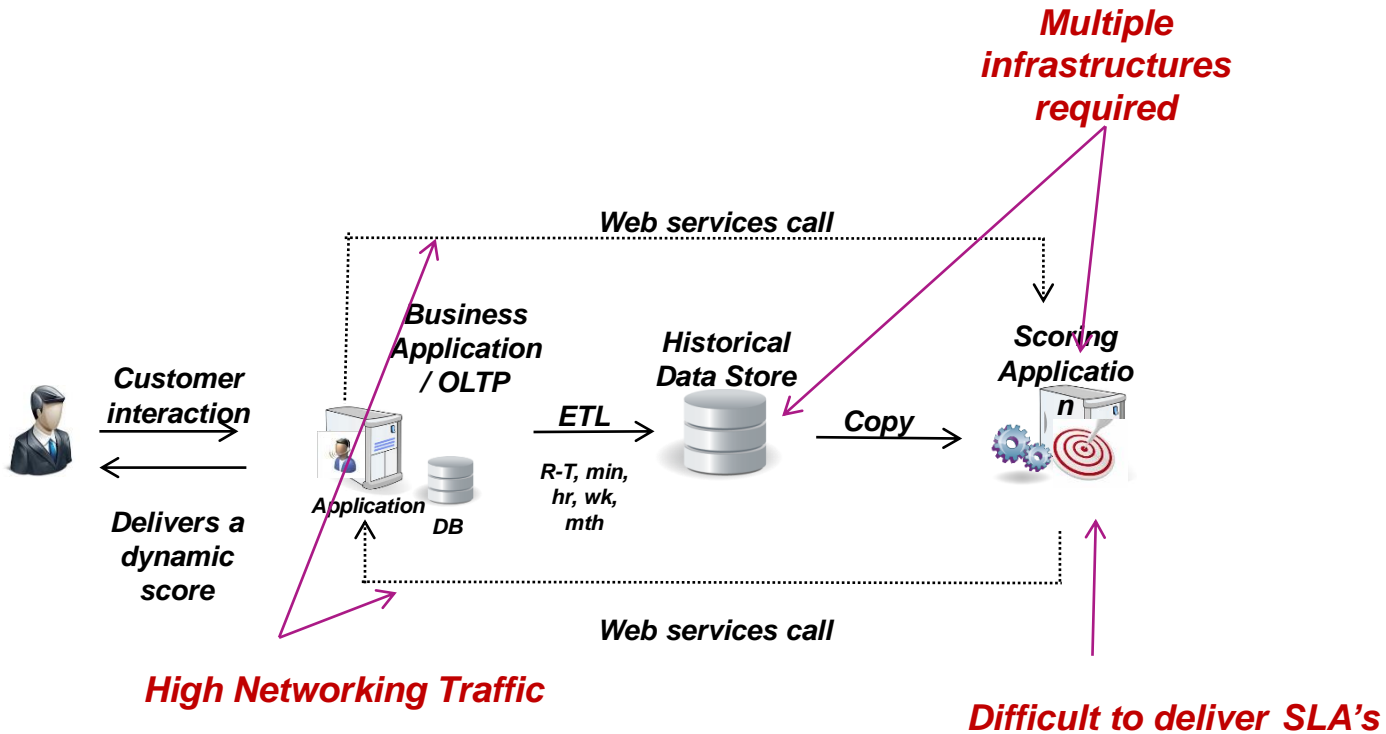 Multiple
infrastructures
required
Web services call
Business
Application
/ OLTP
Historical
Data Store
Scoring
Applicatio
n
Customer
interaction
ETL
Copy
R-T, min,
hr, wk,
mth
Application
DB
Delivers a
dynamic
score
Web services call
High Networking Traffic
Difficult to deliver SLA’s